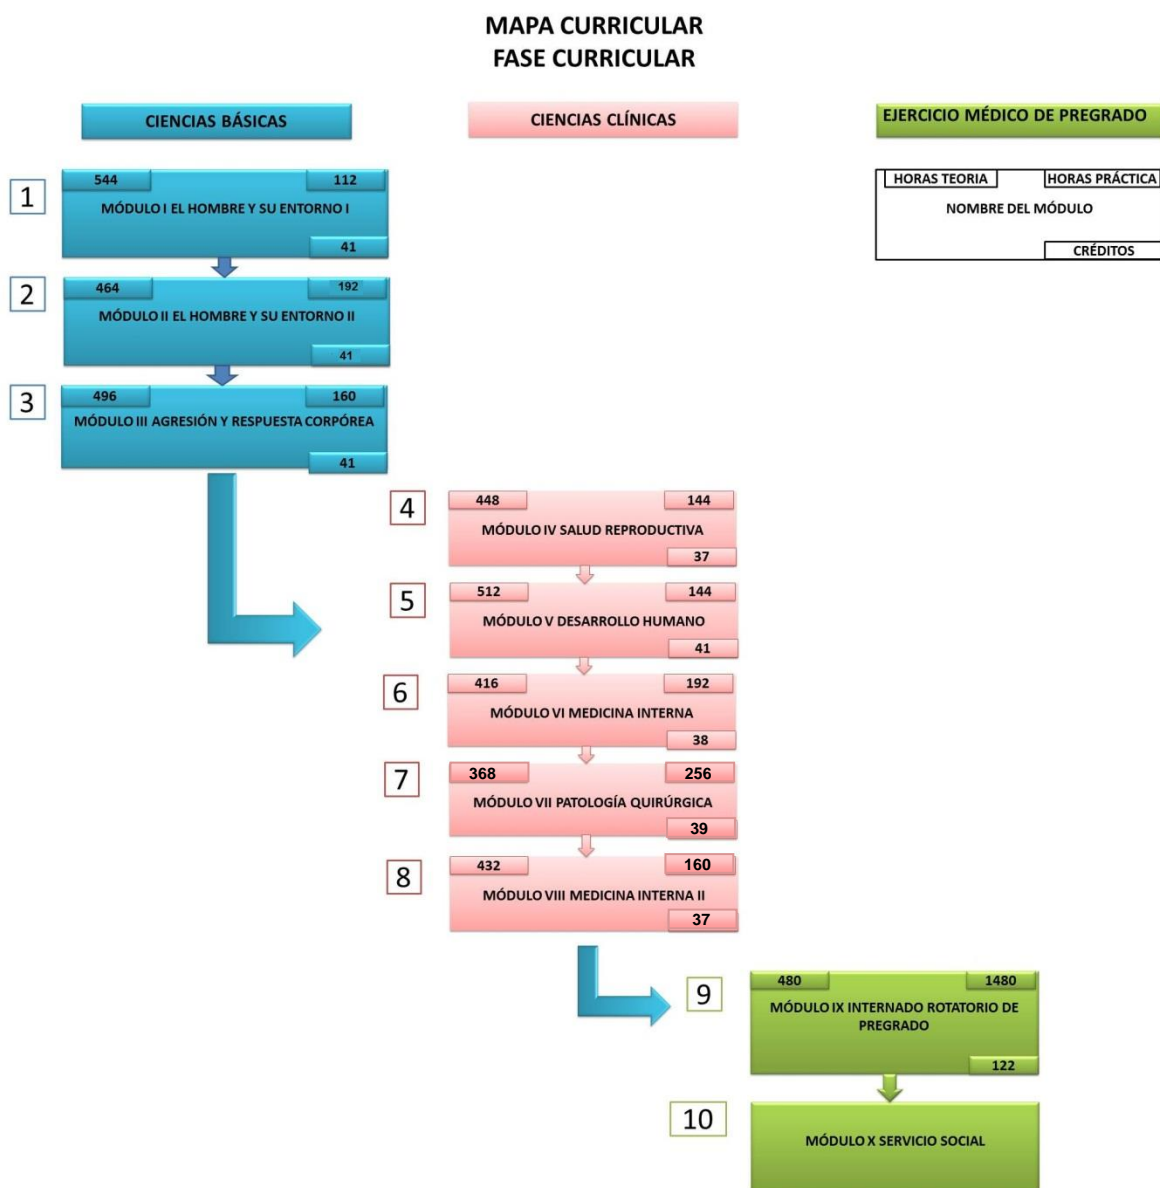 MAPA CURRICULAR
FASE CURRICULAR
CIENCIAS BÁSICAS
CIENCIAS CLÍNICAS
EJERCICIO MÉDICO DE PREGRADO
HORAS TEORIA
HORAS PRÁCTICA
NOMBRE DEL MÓDULO
CRÉDITOS
1
544
112
MÓDULO I EL HOMBRE Y SU ENTORNO I
41
2
464
192
MÓDULO II EL HOMBRE Y SU ENTORNO II
41
3
496
160
MÓDULO III AGRESIÓN Y RESPUESTA CORPÓREA
41
4
448
144
MÓDULO IV SALUD REPRODUCTIVA
37
5
512
144
MÓDULO V DESARROLLO HUMANO
41
6
416
192
MÓDULO VI MEDICINA INTERNA
38
7
368
256
MÓDULO VII PATOLOGÍA QUIRÚRGICA
39
8
432
160
MÓDULO VIII MEDICINA INTERNA II
37
9
480
1480
MÓDULO IX INTERNADO ROTATORIO DE
PREGRADO
122
10
MÓDULO X SERVICIO SOCIAL